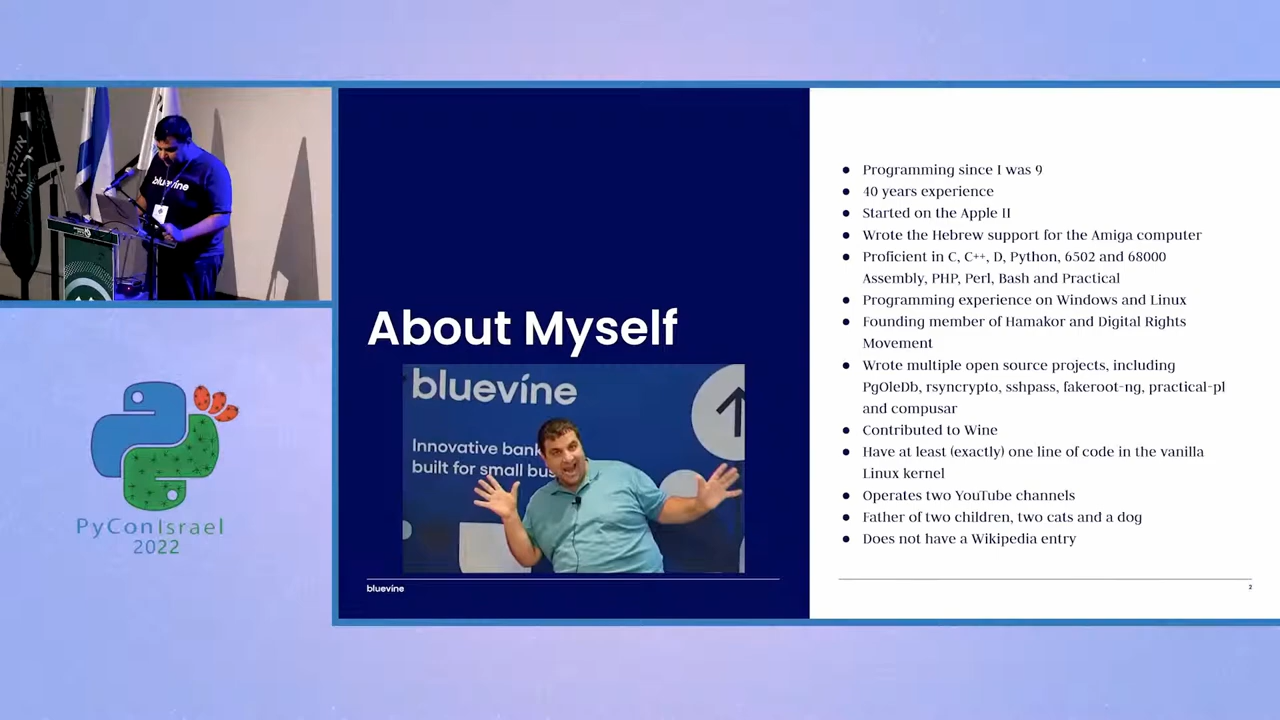 bluevine
PyConIsrael
2022
About Myself
bluevine
Innovative bank
built for small bus
bluevine
Programming since I was 9
40 years experience
Started on the Apple II
Wrote the Hebrew support for the Amiga computer
Proficient in C, C++, D, Python, 6502 and 68000
Assembly, PHP, Perl, Bash and Practical
Programming experience on Windows and Linux
Founding member of Hamakor and Digital Rights
Movement
Wrote multiple open source projects, including
PgOleDb, rsyncrypto, sshpass, fakeroot-ng, practical-pl
and compusar
Contributed to Wine
Have at least (exactly) one line of code in the vanilla
Linux kernel
Operates two YouTube channels
Father of two children, two cats and a dog
Does not have a Wikipedia entry
2